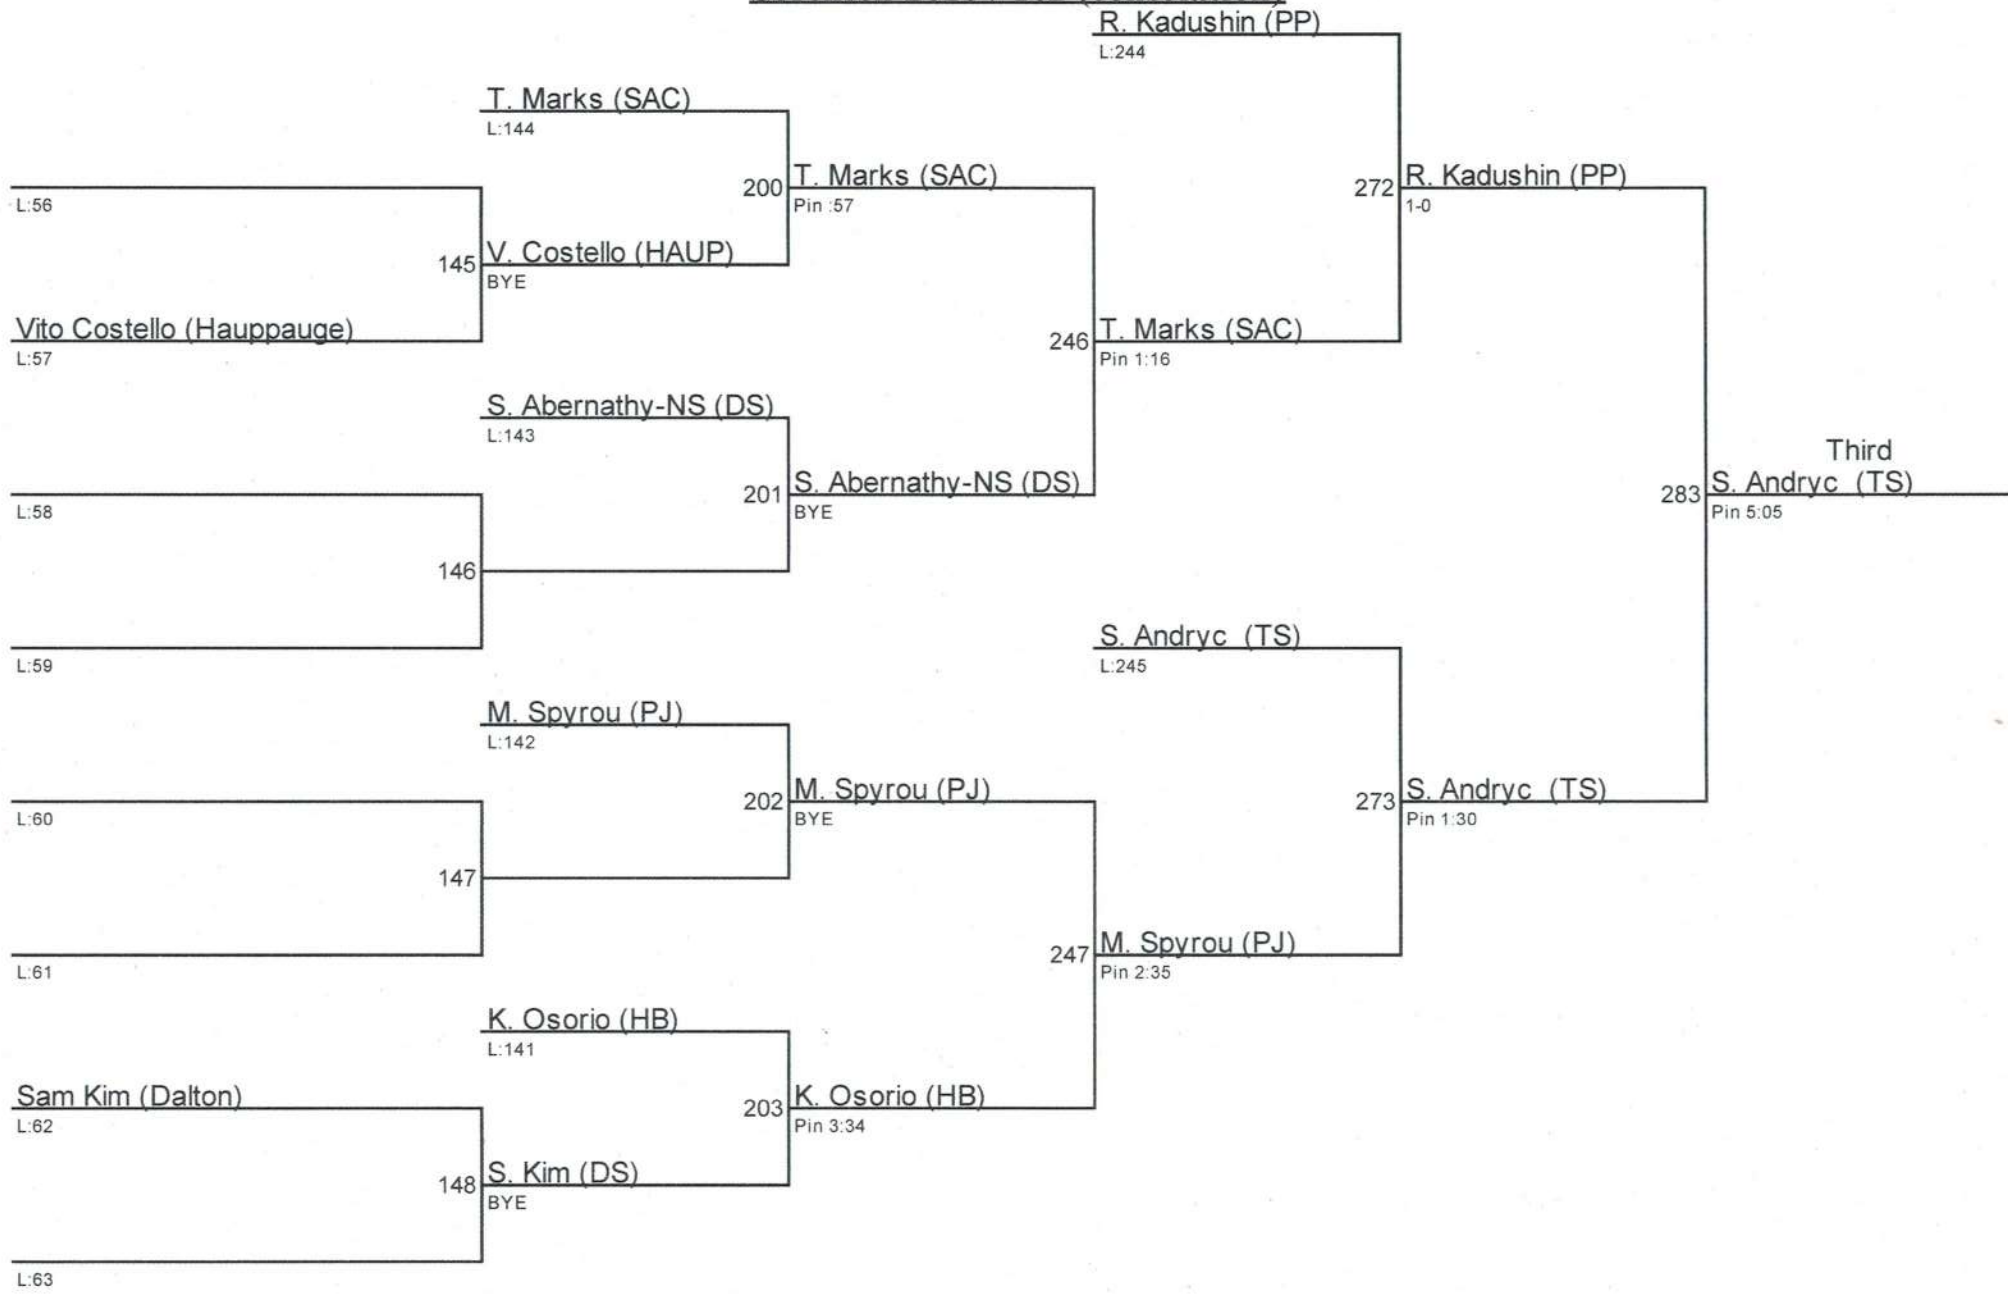 R. Kadushin (PP)
L:244
T. Marks (SAC)
L:144
200 T. Marks (SAC)
Pin :57
272 R. Kadushin (PP)
1-0
L:56
145 V. Costello (HAUP)
BYE
Vito Costello (Hauppauge)
L:57
246 T. Marks (SAC)
Pin 1:16
S. Abernathy-NS (DS)
L:143
Third
201 S. Abernathy-NS (DS)
BYE
283 S. Andryc (TS)
Pin 5:05
L:58
146
L:59
S. Andryc (TS)
L:245
M. Spyrou (PJ)
L:142
202 M. Spyrou (PJ)
BYE
273 S. Andryc (TS)
Pin 1:30
L:60
147
L:61
247 M. Spyrou (PJ)
Pin 2:35
K. Osorio (HB)
L:141
Sam Kim (Dalton)
L:62
203 K. Osorio (HB)
Pin 3:34
148 S. Kim (DS)
BYE
L:63